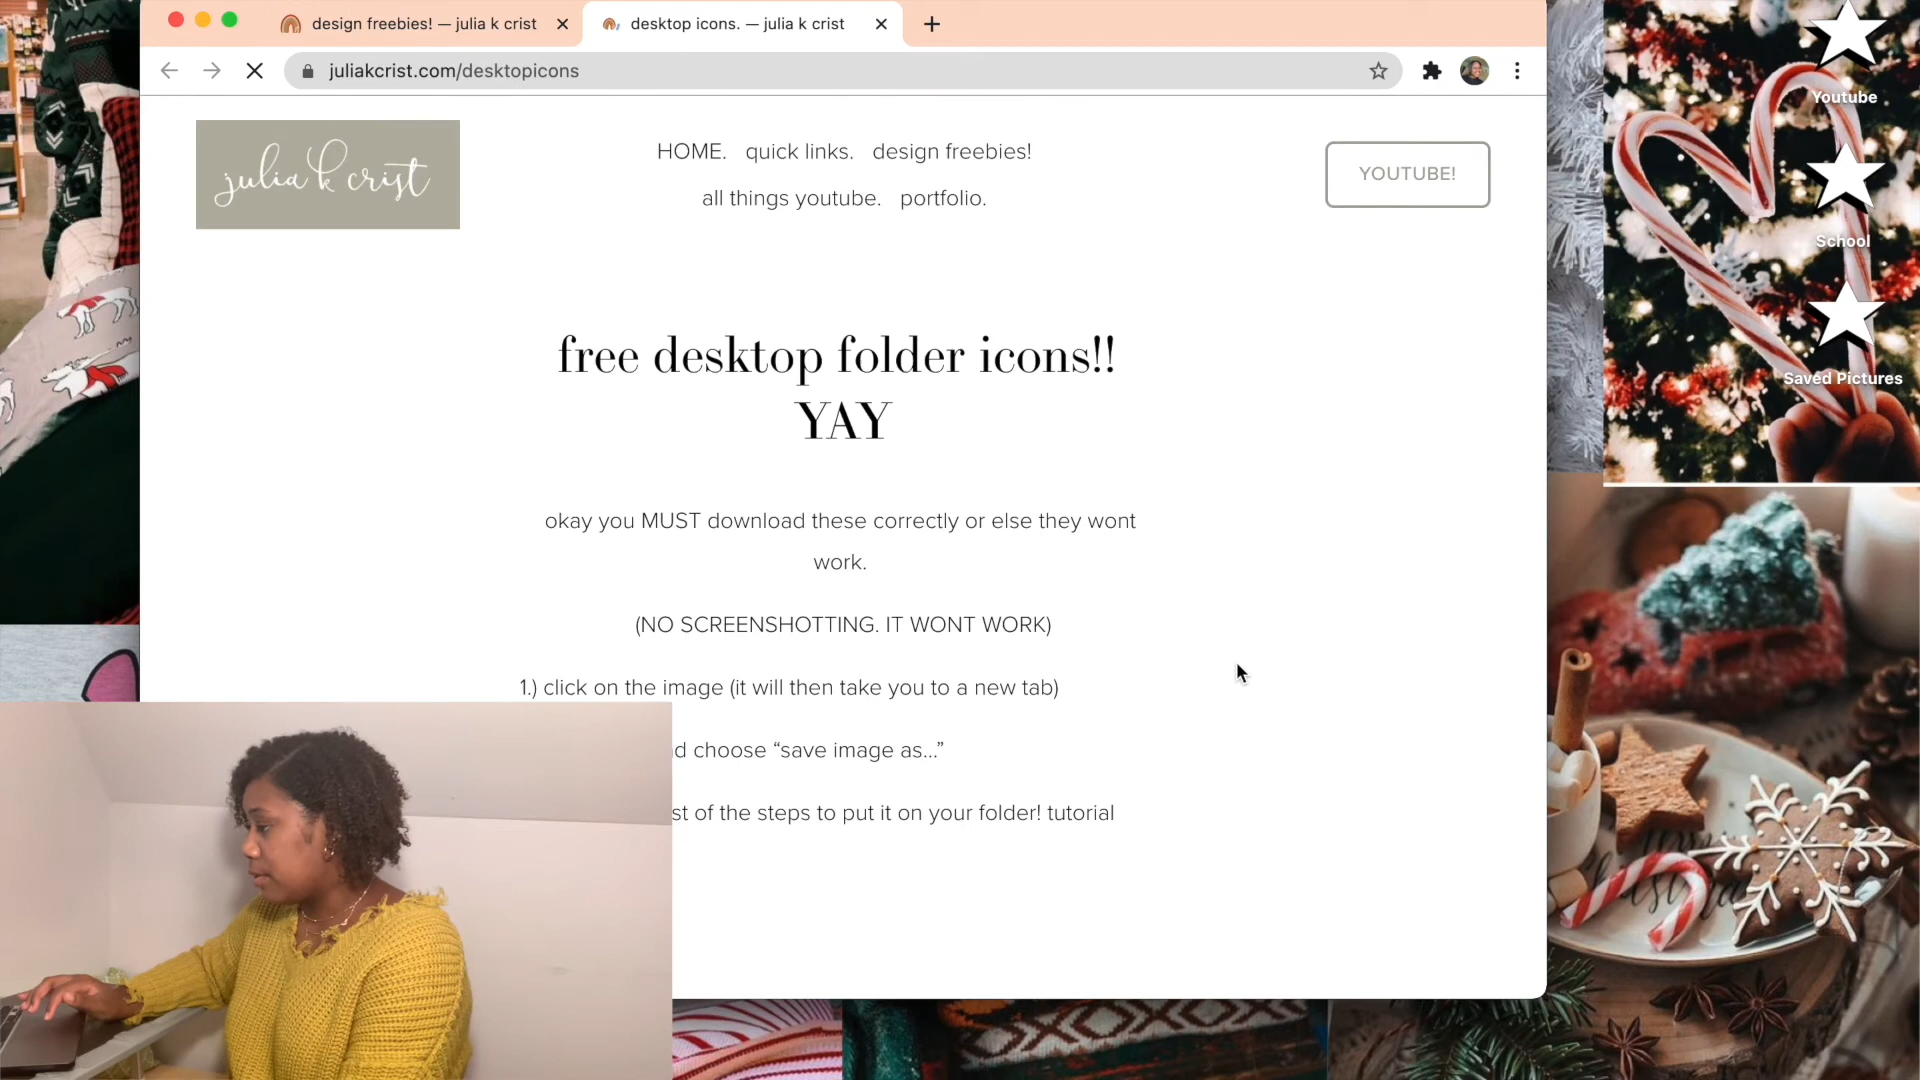 design freebies! — julia k crist
desktop icons. — julia k crist
juliakcrist.com/desktopicons
julia k crist
HOME. quick links. design freebies!
all things youtube. portfolio.
YOUTUBE!
free desktop folder icons!!
YAY
okay you MUST download these correctly or else they wont
work.
(NO SCREENSHOTTING. IT WONT WORK)
1.) click on the image (it will then take you to a new tab)
d choose “save image as...”
st of the steps to put it on your folder! tutorial
Youtube
School
Saved Pictures